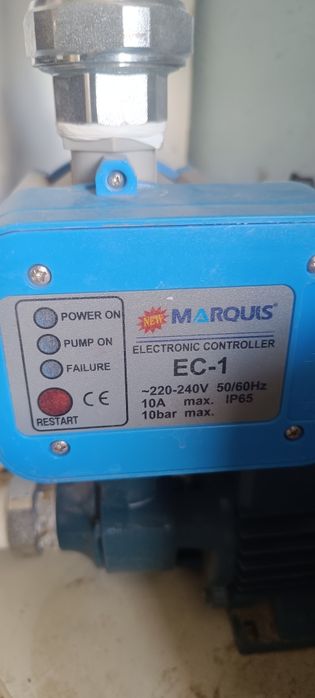 POWER ON
PUMP ON
FAILURE
RESTART
CE
NEW
MARQUIS®
ELECTRONIC CONTROLLER
EC-1
~220-240V 50/60Hz
10A max. IP65
10bar max.